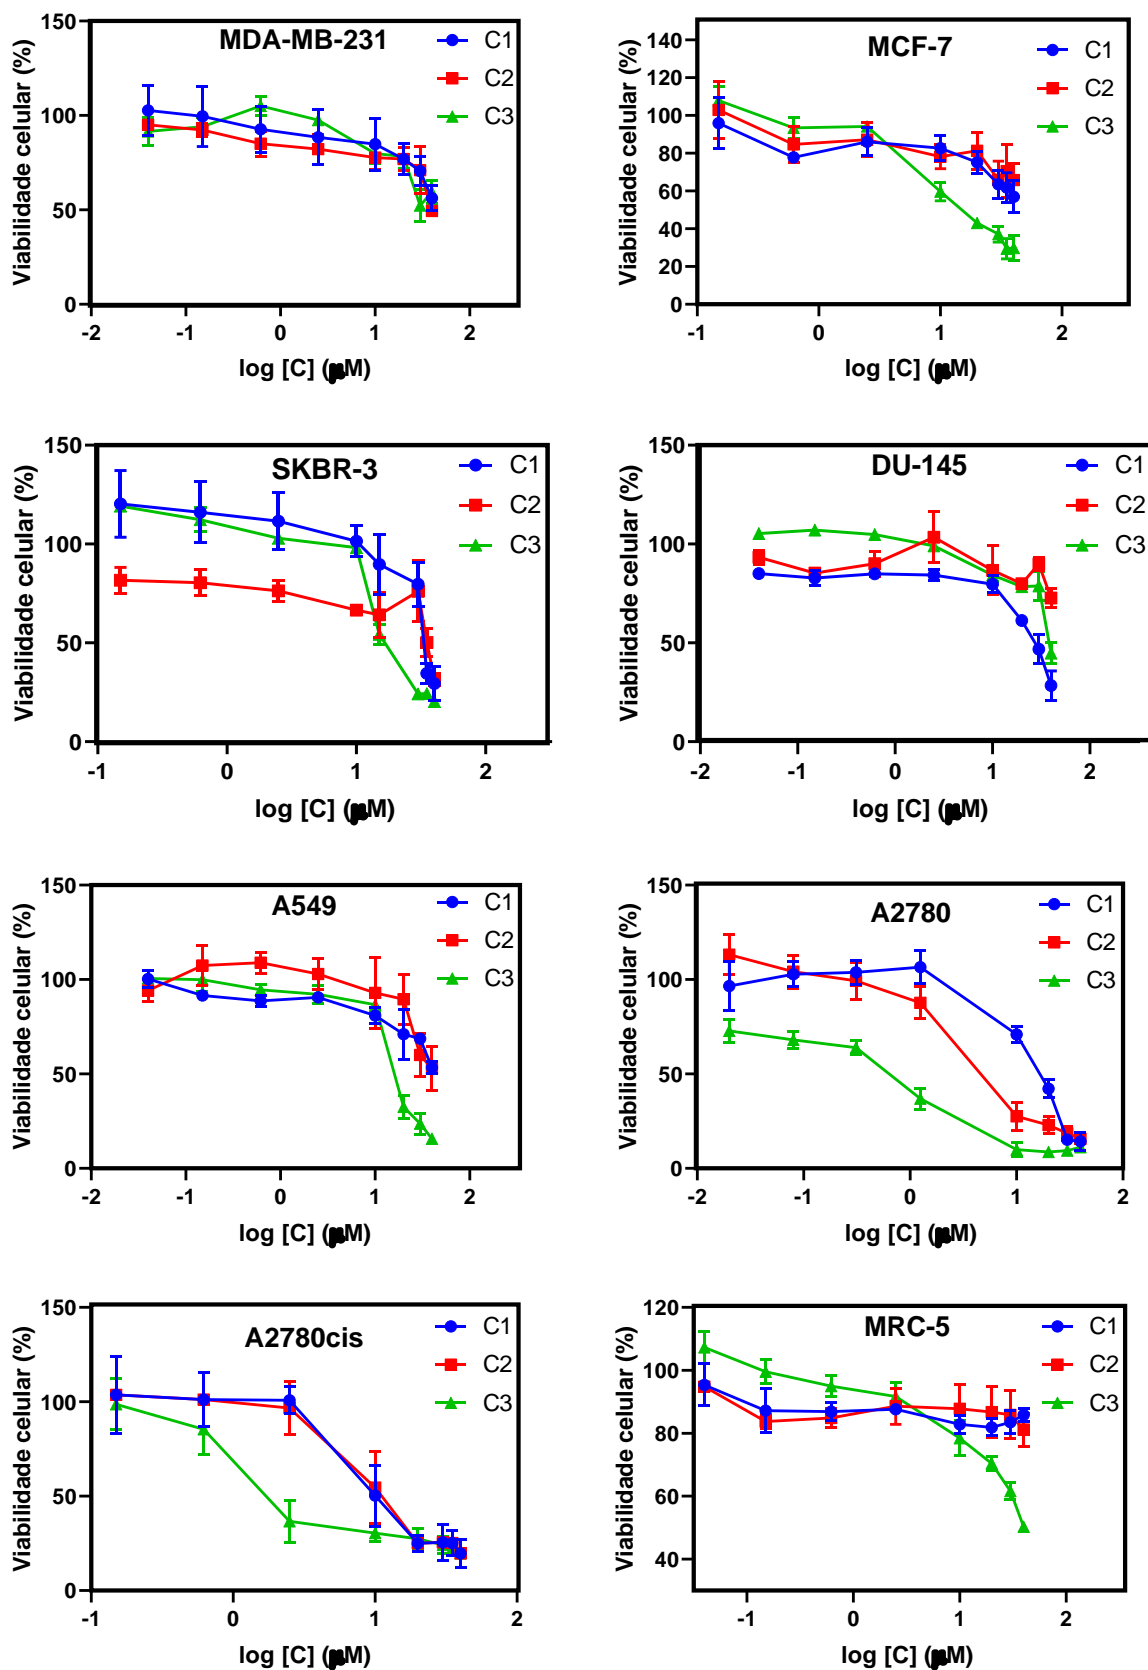 MDA-MB-231
C1
C2
C3
Viabilidade celular (%)
150
100
50
0
-2
-1
0
1
2
log [C] (µM)
MCF-7
C1
C2
C3
Viabilidade celular (%)
140
120
100
80
60
40
20
0
-1
0
1
2
log [C] (µM)
SKBR-3
C1
C2
C3
Viabilidade celular (%)
150
100
50
0
-1
0
1
2
log [C] (µM)
DU-145
C1
C2
C3
Viabilidade celular (%)
150
100
50
0
-2
-1
0
1
2
log [C] (µM)
A549
C1
C2
C3
Viabilidade celular (%)
150
100
50
0
-2
-1
0
1
2
log [C] (µM)
A2780
C1
C2
C3
Viabilidade celular (%)
150
100
50
0
-2
-1
0
1
2
log [C] (µM)
A2780cis
C1
C2
C3
Viabilidade celular (%)
150
100
50
0
-1
0
1
2
log [C] (µM)
MRC-5
C1
C2
C3
Viabilidade celular (%)
120
100
80
60
40
-1
0
1
2
log [C] (µM)